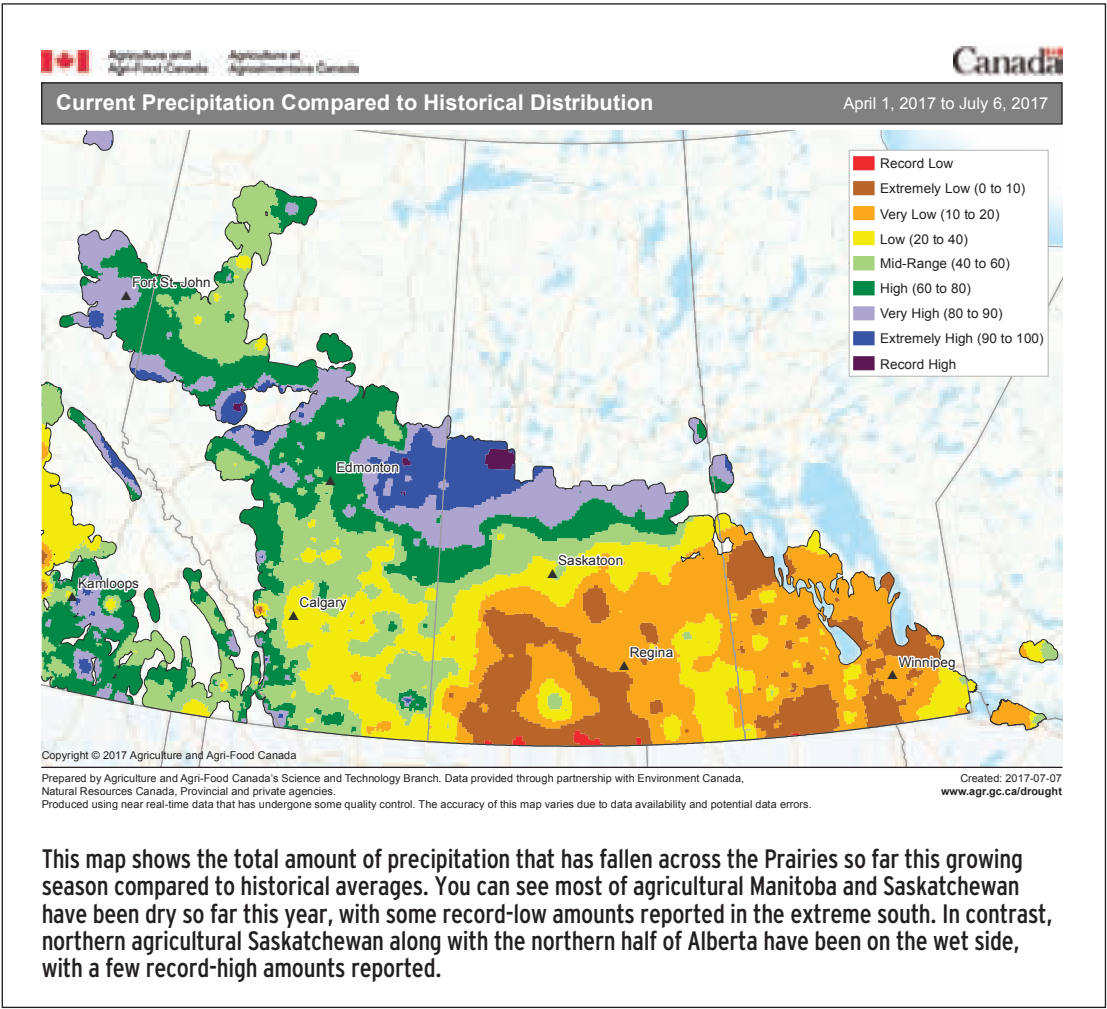 Agriculture and Agriculture et
Agri-Food Canada Agroalimentaire Canada
Canada
Current Precipitation Compared to Historical Distribution April 1, 2017 to July 6, 2017
Record Low
Extremely Low (0 to 10)
Very Low (10 to 20)
Low (20 to 40)
Mid-Range (40 to 60)
High (60 to 80)
Very High (80 to 90)
Extremely High (90 to 100)
Record High
Fort St. John
Edmonton
Saskatoon
Kamloops
Calgary
Regina
Winnipeg
Copyright © 2017 Agriculture and Agri-Food Canada
Prepared by Agriculture and Agri-Food Canada's Science and Technology Branch. Data provided through partnership with Environment Canada,
Natural Resources Canada, Provincial and private agencies.
Produced using near real-time data that has undergone some quality control. The accuracy of this map varies due to data availability and potential data errors.
Created: 2017-07-07
www.agr.gc.ca/drought
This map shows the total amount of precipitation that has fallen across the Prairies so far this growing
season compared to historical averages. You can see most of agricultural Manitoba and Saskatchewan
have been dry so far this year, with some record-low amounts reported in the extreme south. In contrast,
northern agricultural Saskatchewan along with the northern half of Alberta have been on the wet side,
with a few record-high amounts reported.